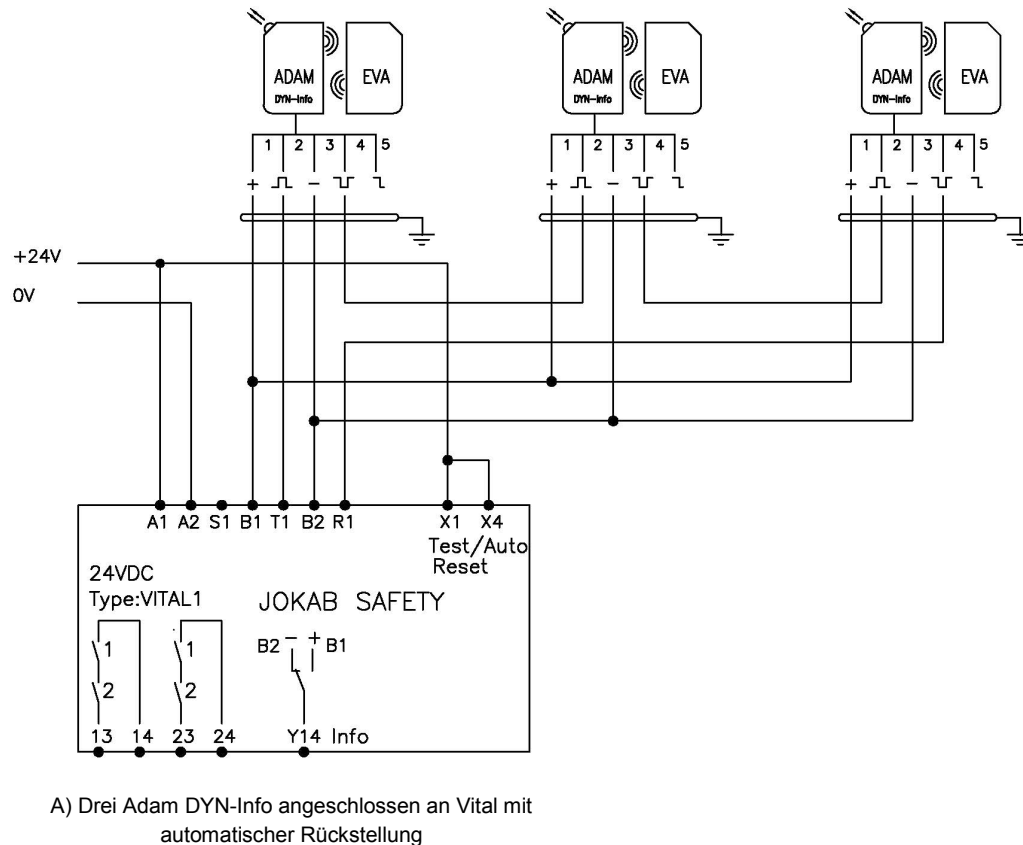 ADAM EVA ADAM EVA ADAM EVA
DYN-Info DYN-Info DYN-Info
1 2 3 4 5 1 2 3 4 5 1 2 3 4 5
+ - + - + -
+24V
0V
A1 A2 S1 B1 T1 B2 R1 X1 X4
Test/Auto
Reset
24VDC
Type:VITAL1 JOKAB SAFETY
1 1 B2 - + B1
2 2
13 14 23 24 Y14 Info
A) Drei Adam DYN-Info angeschlossen an Vital mit
automatischer Rückstellung